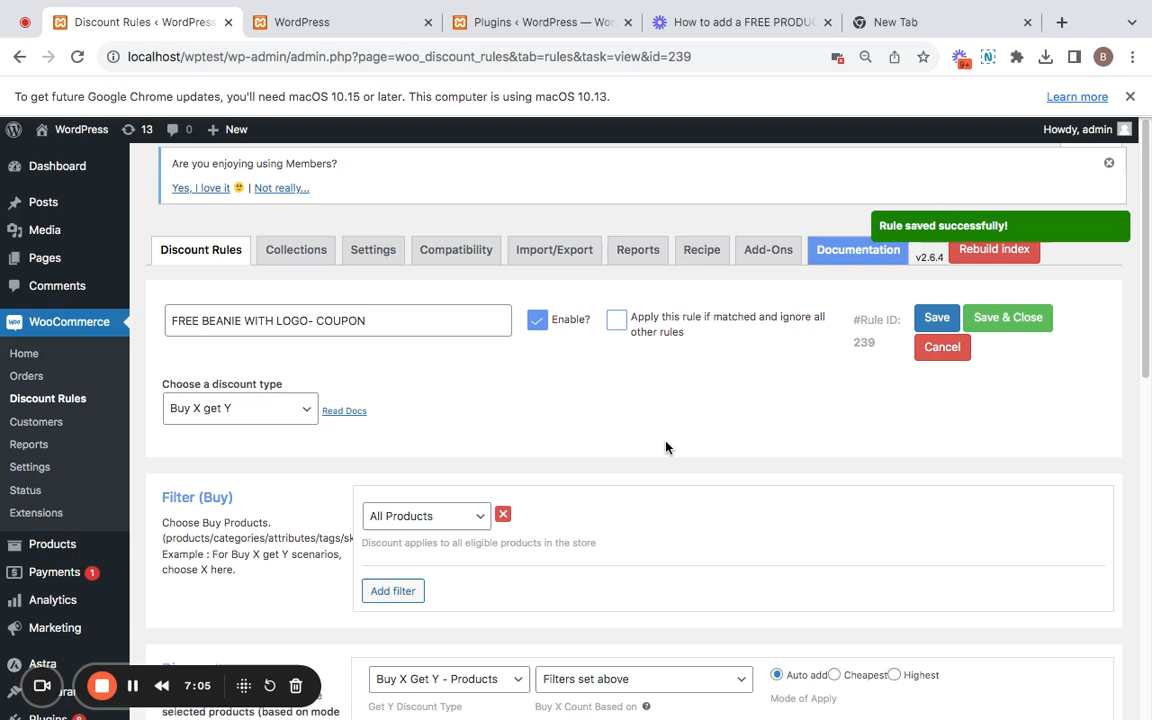 Discount Rules ‹ WordPress
WordPress
Plugins ‹ WordPress — Wor
How to add a FREE PRODUC
New Tab
localhost/wptest/wp-admin/admin.php?page=woo_discount_rules&tab=rules&task=view&id=239
9+
N
B
To get future Google Chrome updates, you'll need macOS 10.15 or later. This computer is using macOS 10.13.
Learn more
WordPress
13
0
New
Howdy, admin
Dashboard
Posts
Media
Pages
Comments
WooCommerce
Home
Orders
Discount Rules
Customers
Reports
Settings
Status
Extensions
Products
Payments 1
Analytics
Marketing
Astra
Plugins
Are you enjoying using Members?
Yes, I love it | Not really...
Rule saved successfully!
Discount Rules
Collections
Settings
Compatibility
Import/Export
Reports
Recipe
Add-Ons
Documentation
v2.6.4
Rebuild index
FREE BEANIE WITH LOGO- COUPON
Enable?
Apply this rule if matched and ignore all
other rules
#Rule ID:
239
Save
Save & Close
Cancel
Choose a discount type
Buy X get Y
Read Docs
Filter (Buy)
Choose Buy Products.
(products/categories/attributes/tags/sk
Example : For Buy X get Y scenarios,
choose X here.
All Products
Discount applies to all eligible products in the store
Add filter
Buy X Get Y - Products
Filters set above
Auto add
Cheapest
Highest
Get Y Discount Type
Buy X Count Based on
Mode of Apply
selected products (based on mode
7:05